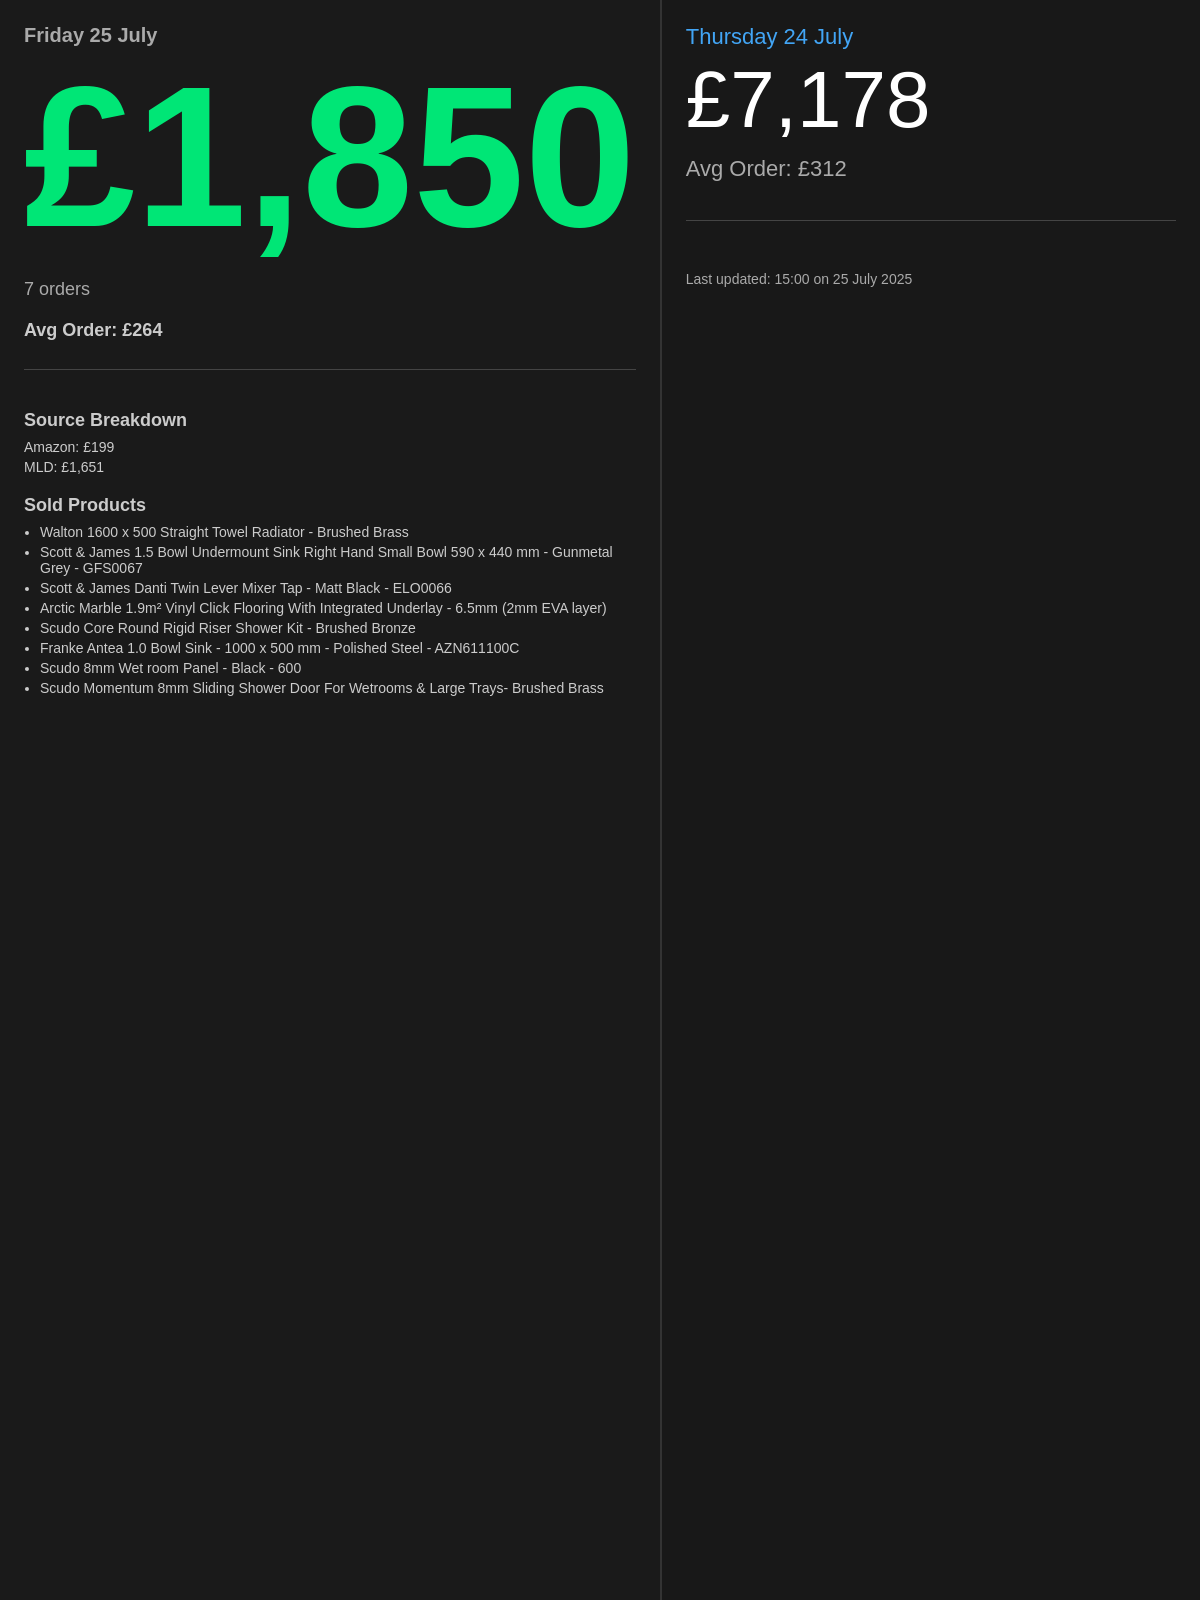 Friday 25 July
£1,850
7 orders
Avg Order: £264
Source Breakdown
Amazon: £199
MLD: £1,651
Sold Products
• Walton 1600 x 500 Straight Towel Radiator - Brushed Brass
• Scott & James 1.5 Bowl Undermount Sink Right Hand Small Bowl 590 x 440 mm - Gunmetal
Grey - GFS0067
• Scott & James Danti Twin Lever Mixer Tap - Matt Black - ELO0066
• Arctic Marble 1.9m² Vinyl Click Flooring With Integrated Underlay - 6.5mm (2mm EVA layer)
• Scudo Core Round Rigid Riser Shower Kit - Brushed Bronze
• Franke Antea 1.0 Bowl Sink - 1000 x 500 mm - Polished Steel - AZN611100C
• Scudo 8mm Wet room Panel - Black - 600
• Scudo Momentum 8mm Sliding Shower Door For Wetrooms & Large Trays- Brushed Brass
Thursday 24 July
£7,178
Avg Order: £312
Last updated: 15:00 on 25 July 2025